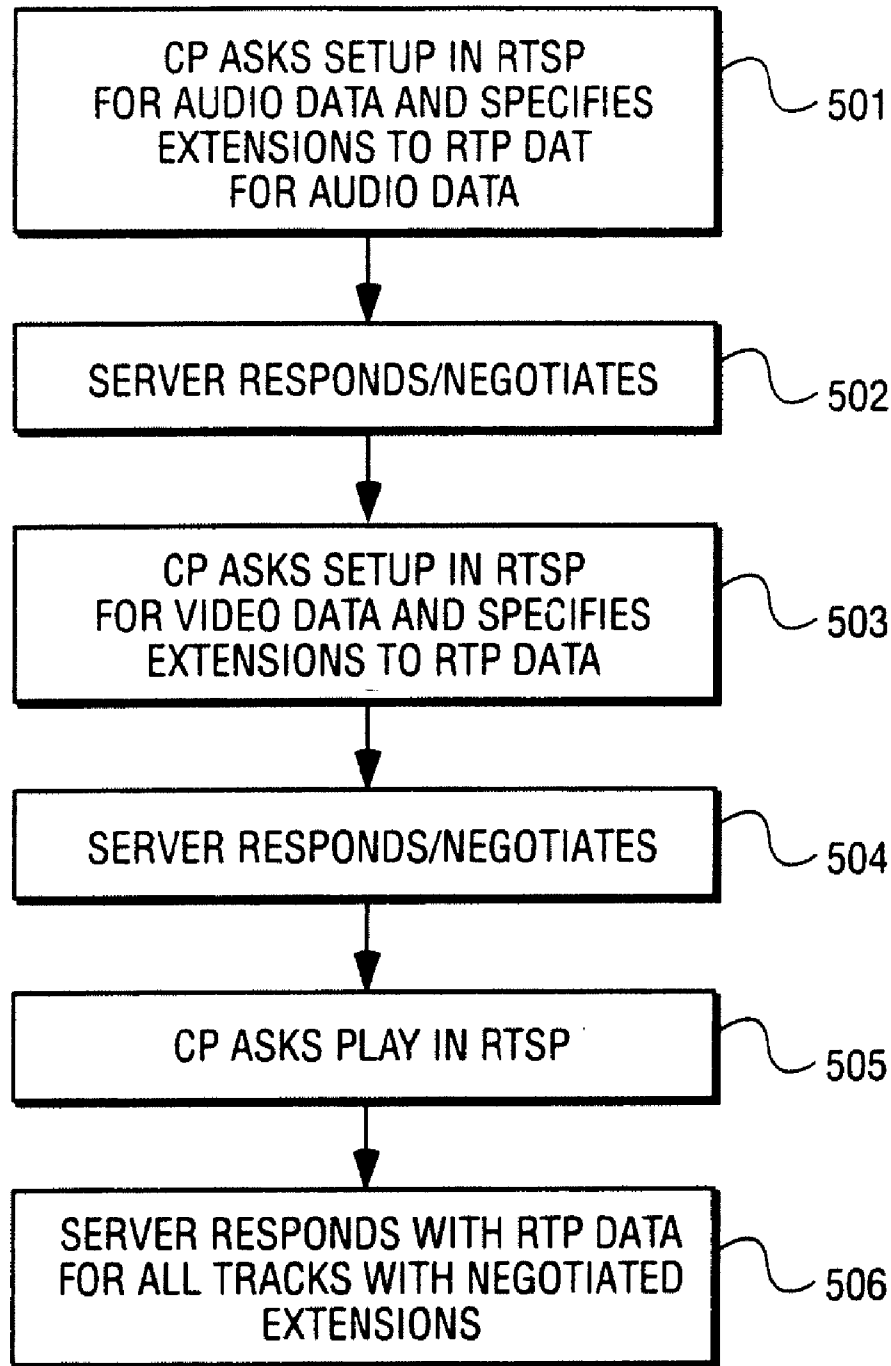 CP ASKS SETUP IN RTSP
FOR AUDIO DATA AND SPECIFIES
EXTENSIONS TO RTP DAT
FOR AUDIO DATA
501
SERVER RESPONDS/NEGOTIATES
502
CP ASKS SETUP IN RTSP
FOR VIDEO DATA AND SPECIFIES
EXTENSIONS TO RTP DATA
503
SERVER RESPONDS/NEGOTIATES
504
CP ASKS PLAY IN RTSP
505
SERVER RESPONDS WITH RTP DATA
FOR ALL TRACKS WITH NEGOTIATED
EXTENSIONS
506